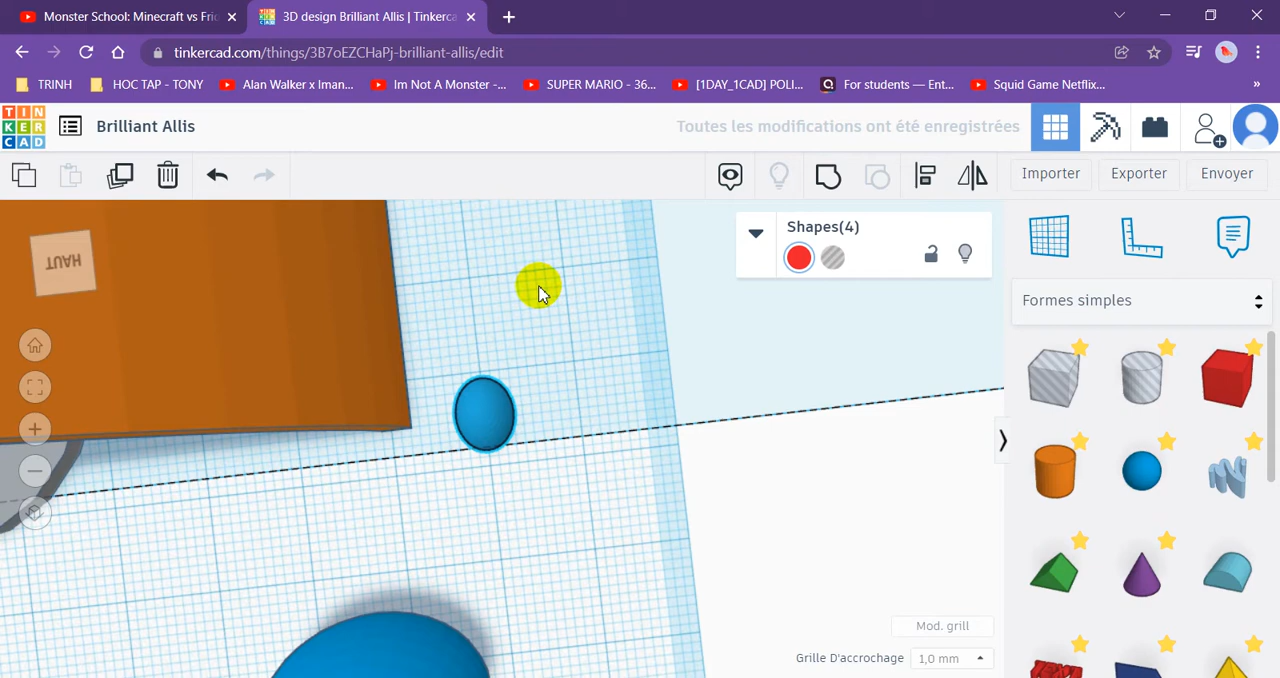 Monster School: Minecraft vs Fri
3D design Brilliant Allis | Tinkerca
tinkercad.com/things/3B7oEZCHaPj-brilliant-allis/edit
TRINH
HOC TAP - TONY
Alan Walker x Iman...
Im Not A Monster -...
SUPER MARIO - 36...
[1DAY_1CAD] POLI...
For students — Ent...
Squid Game Netflix...
»
TIN
KER
CAD
Brilliant Allis
Toutes les modifications ont été enregistrées
Importer
Exporter
Envoyer
Shapes(4)
HAUT
Formes simples
Mod. grill
Grille D'accrochage
1,0 mm